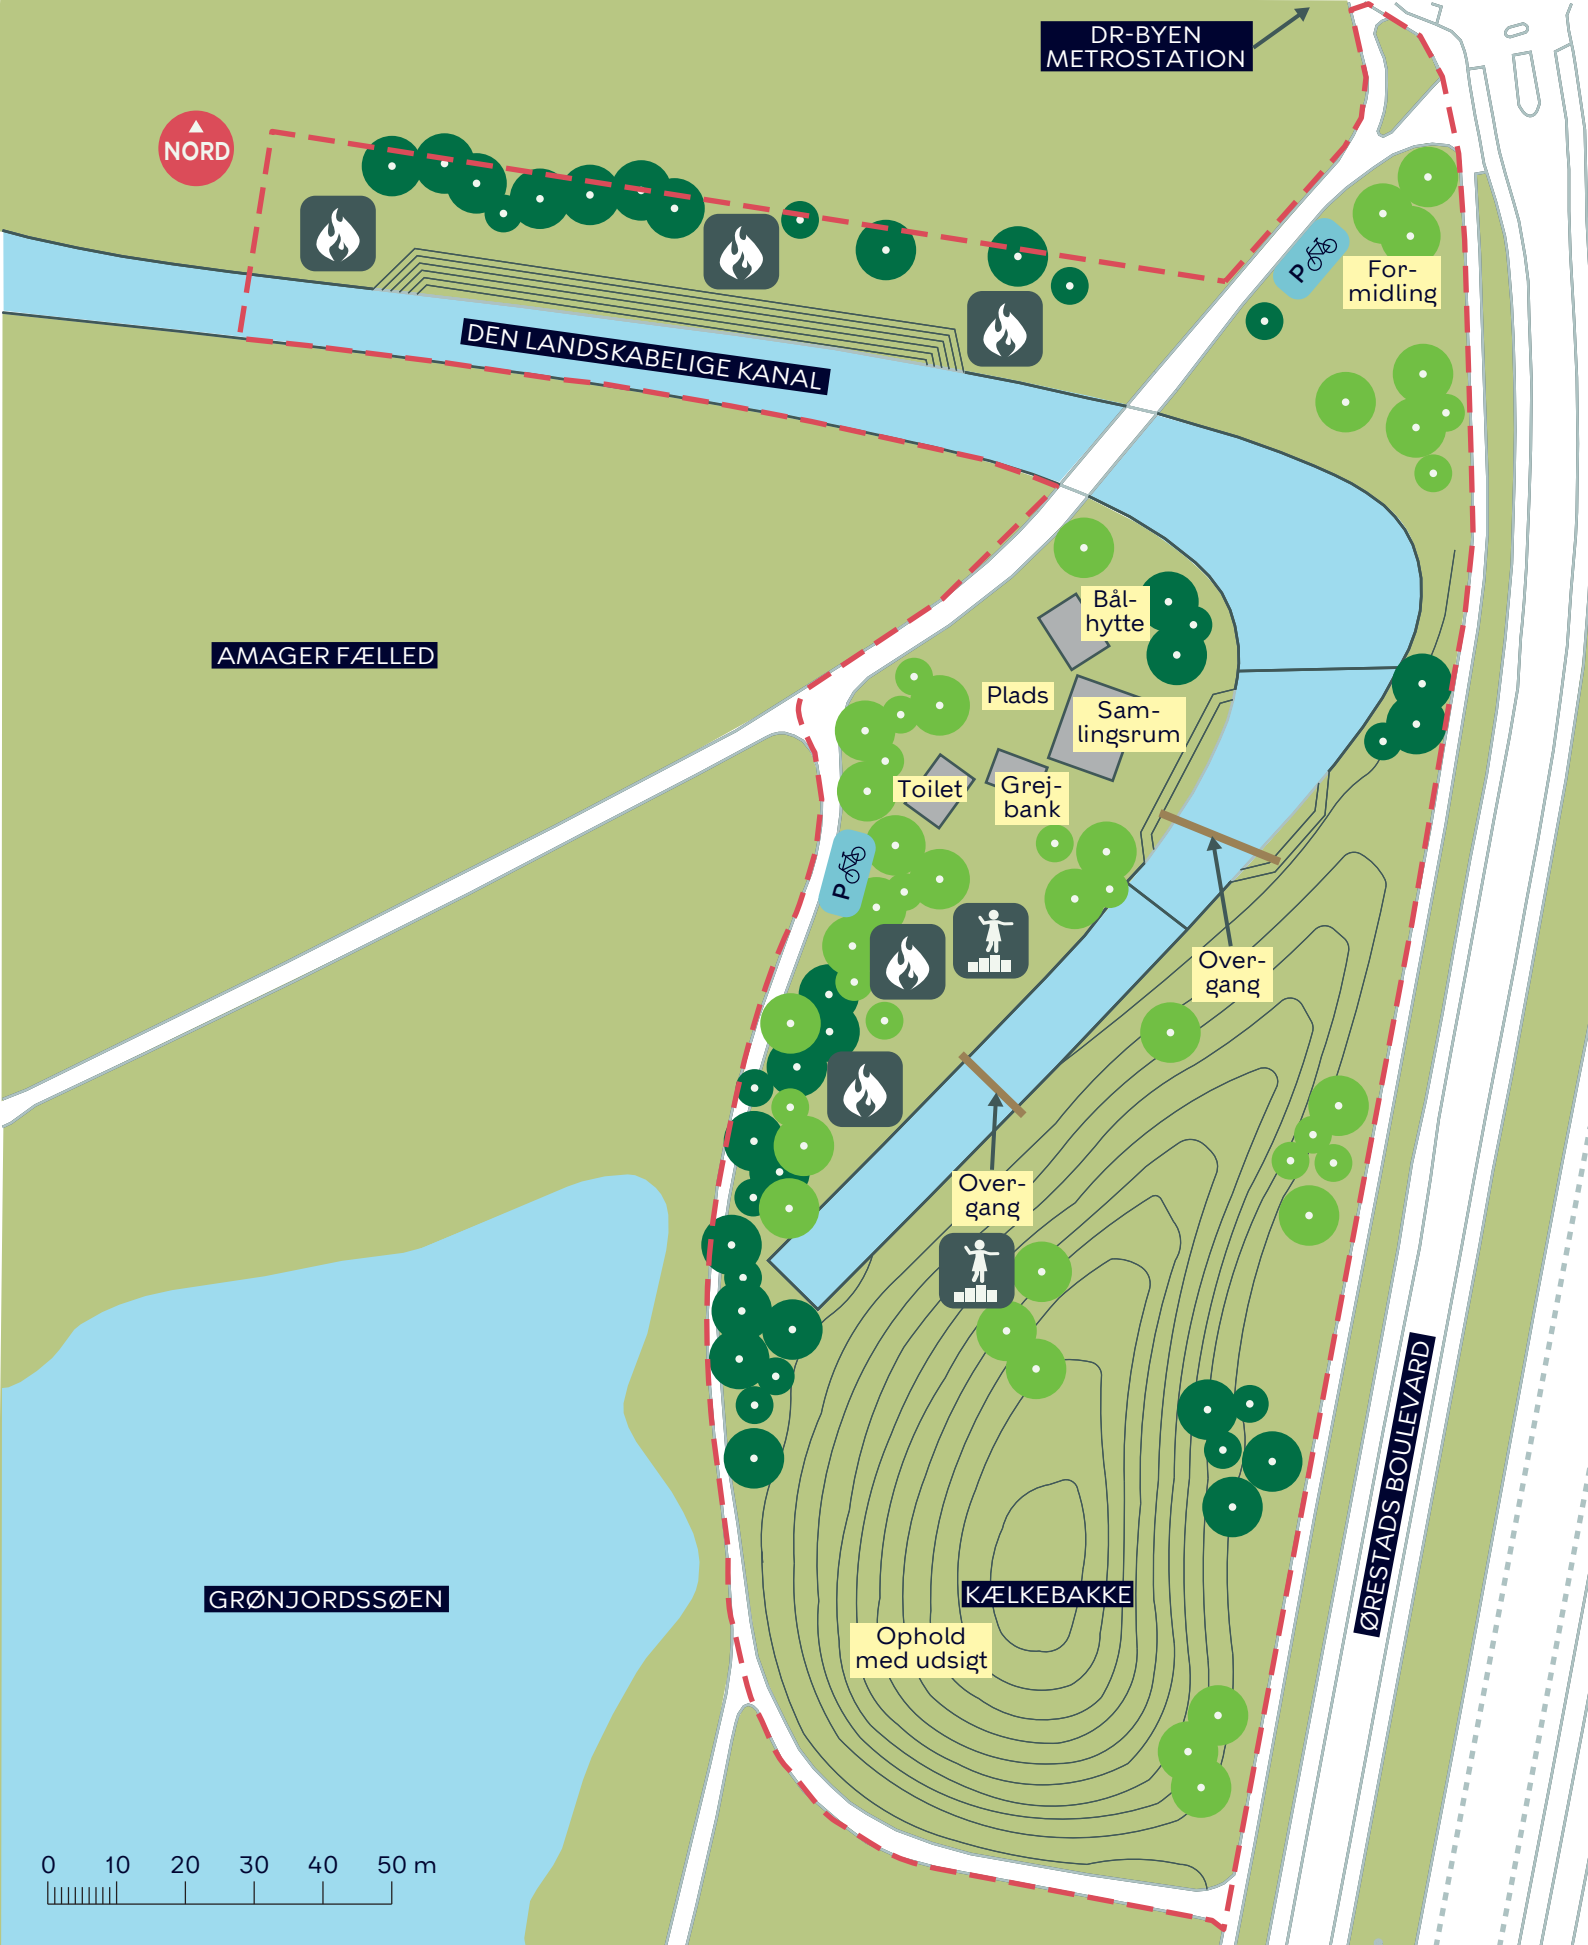 DR-BYEN
METROSTATION
NORD
P
For-
midling
DEN LANDSKABELIGE KANAL
Bål-
hytte
AMAGER FÆLLED
Plads
Sam-
lingsrum
Toilet
Grej-
bank
P
Over-
gang
Over-
gang
ØRESTADS BOULEVARD
KÆLKEBAKKE
GRØNJORDSSØEN
Ophold
med udsigt
0 10 20 30 40 50 m